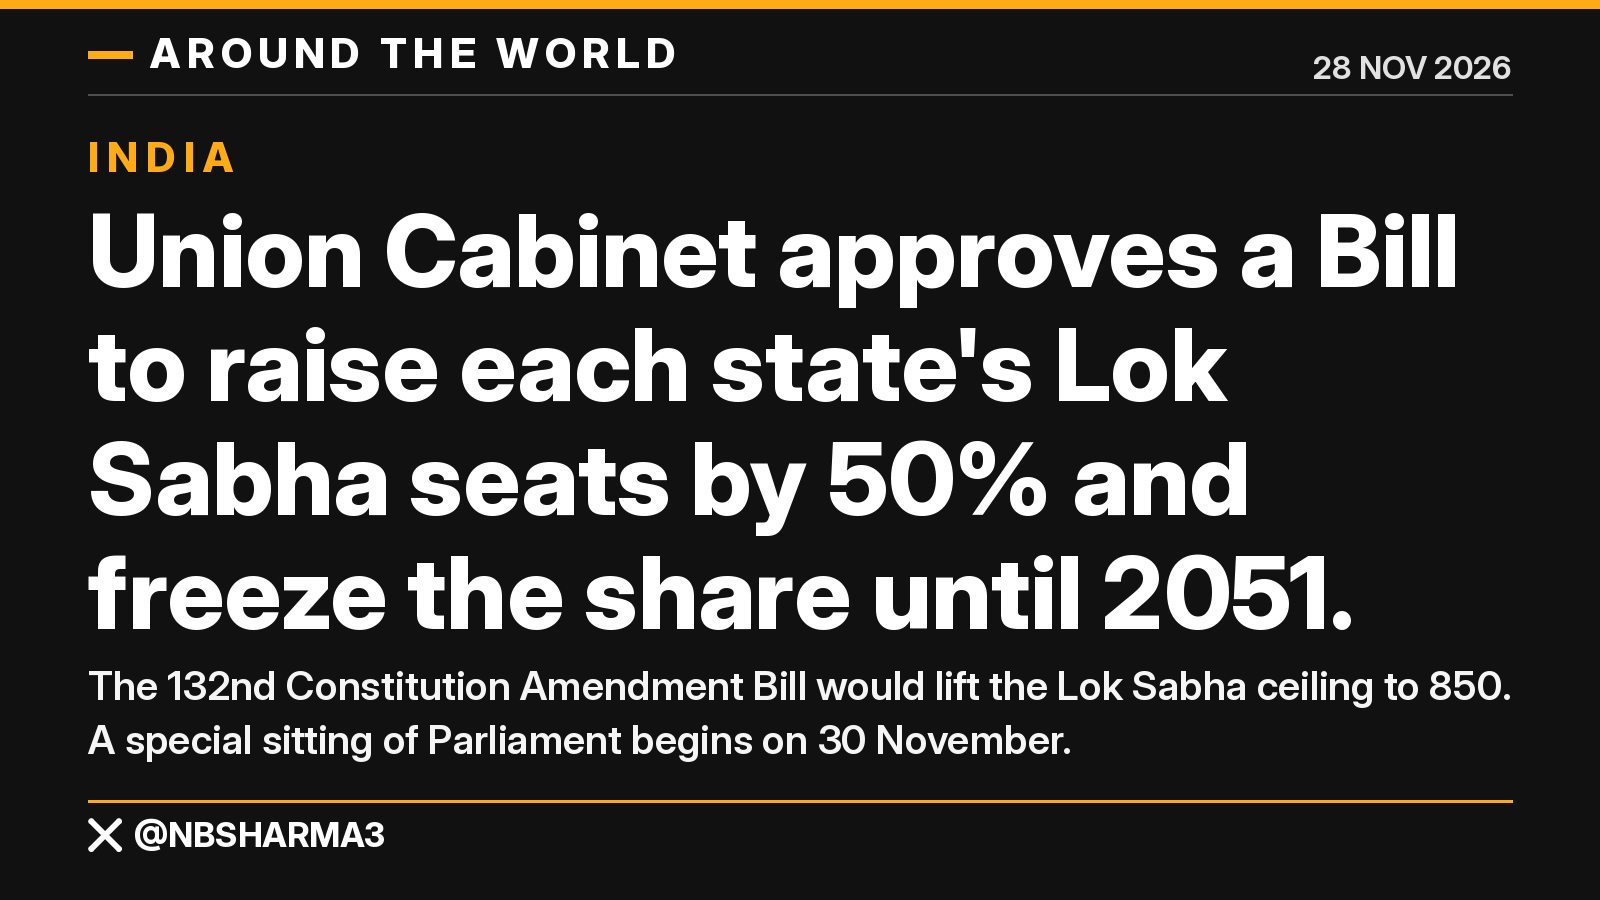 AROUND THE WORLD
28 NOV 2026
INDIA
Union Cabinet approves a Bill
to raise each state's Lok
Sabha seats by 50% and
freeze the share until 2051.
The 132nd Constitution Amendment Bill would lift the Lok Sabha ceiling to 850.
A special sitting of Parliament begins on 30 November.
@NBSHARMA3